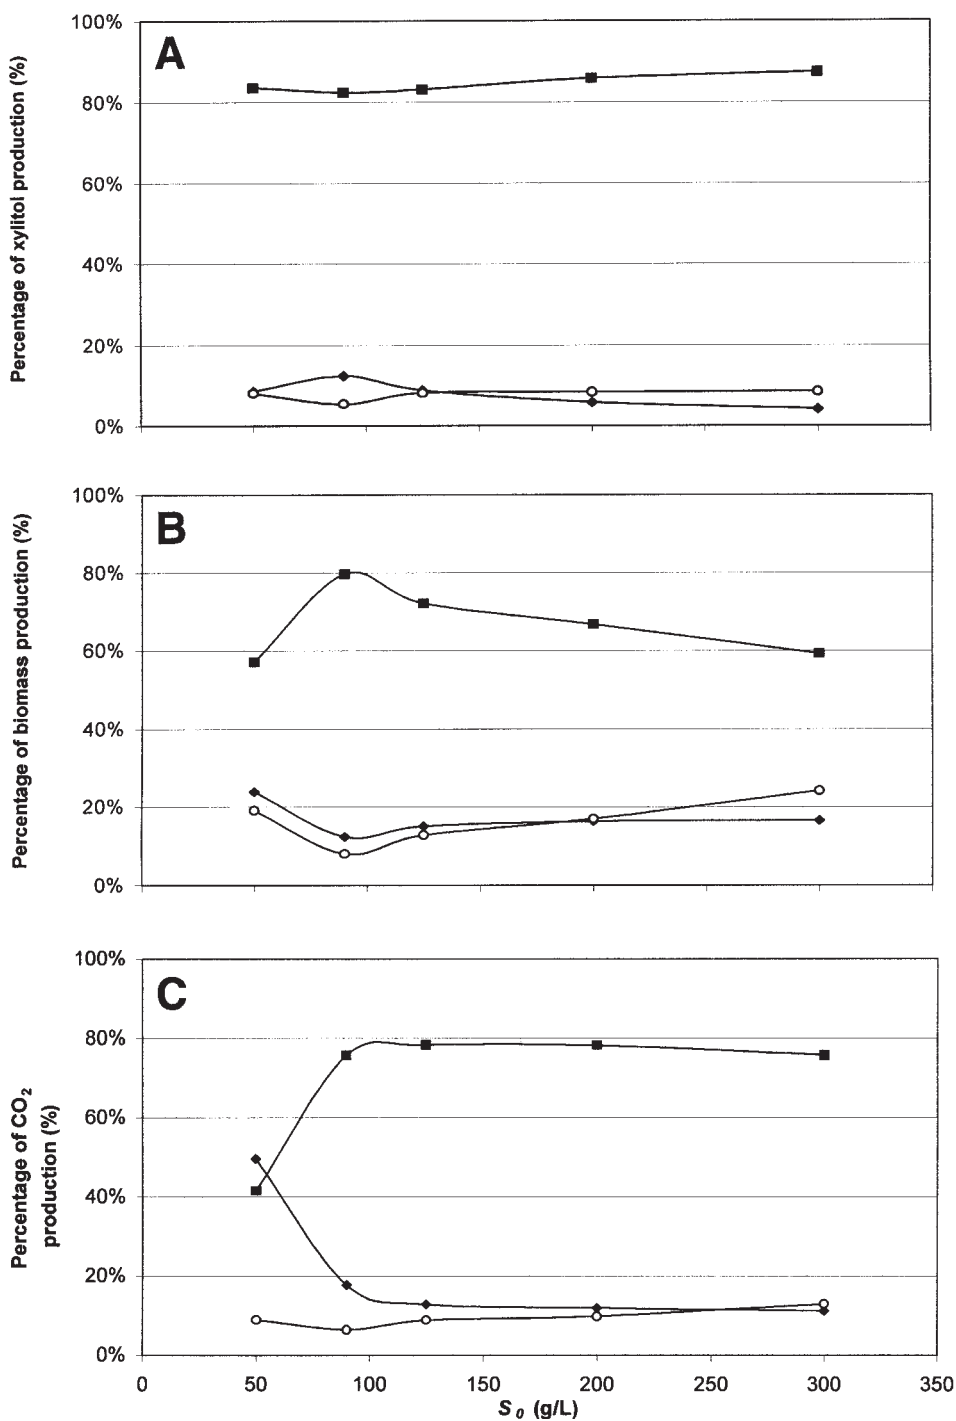 Percentage of xylitol production (%)
A
100%
80%
60%
40%
20%
0%
Percentage of biomass production (%)
B
100%
80%
60%
40%
20%
0%
Percentage of CO2
production (%)
C
100%
80%
60%
40%
20%
0%
0 50 100 150 200 250 300 350
S0 (g/L)